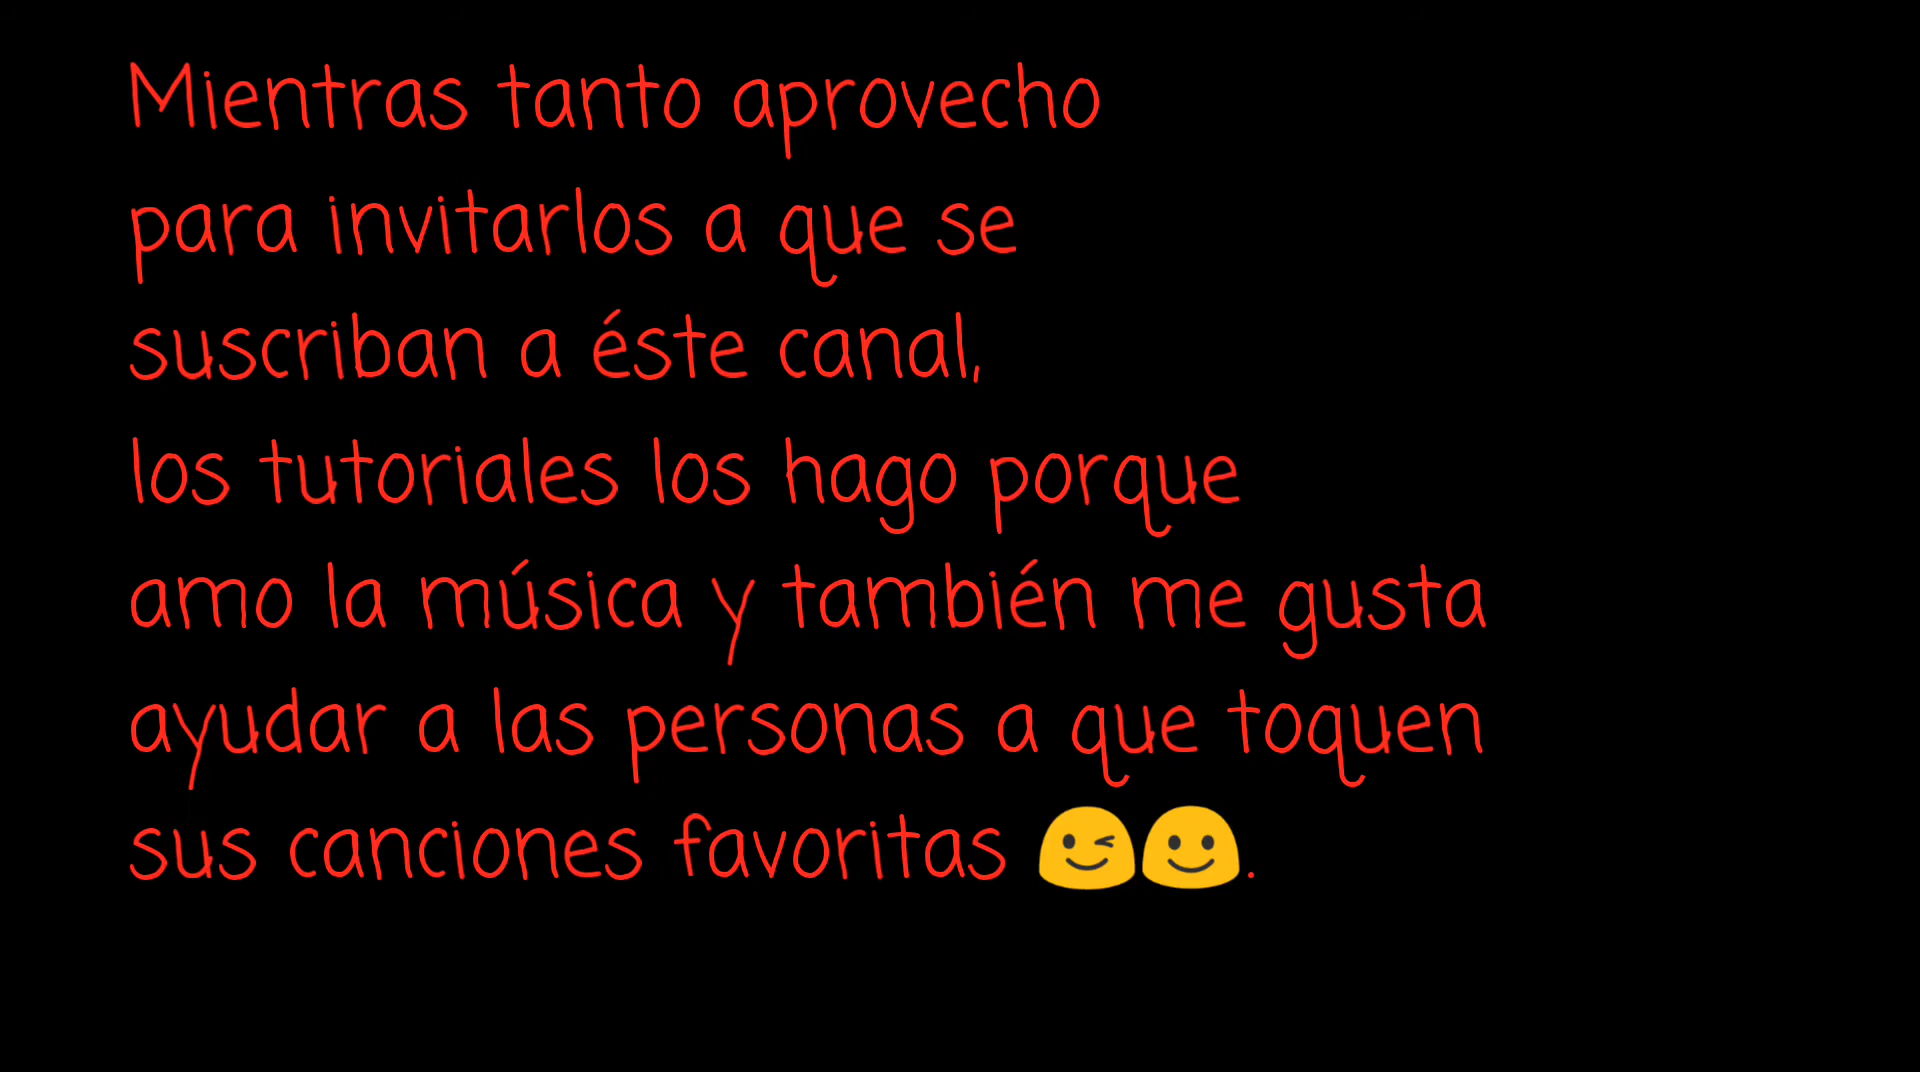 Mientras tanto aprovecho
para invitarlos a que se
suscriban a éste canal,
los tutoriales los hago porque
amo la música y también me gusta
ayudar a las personas a que toquen
sus canciones favoritas 😉🙂.